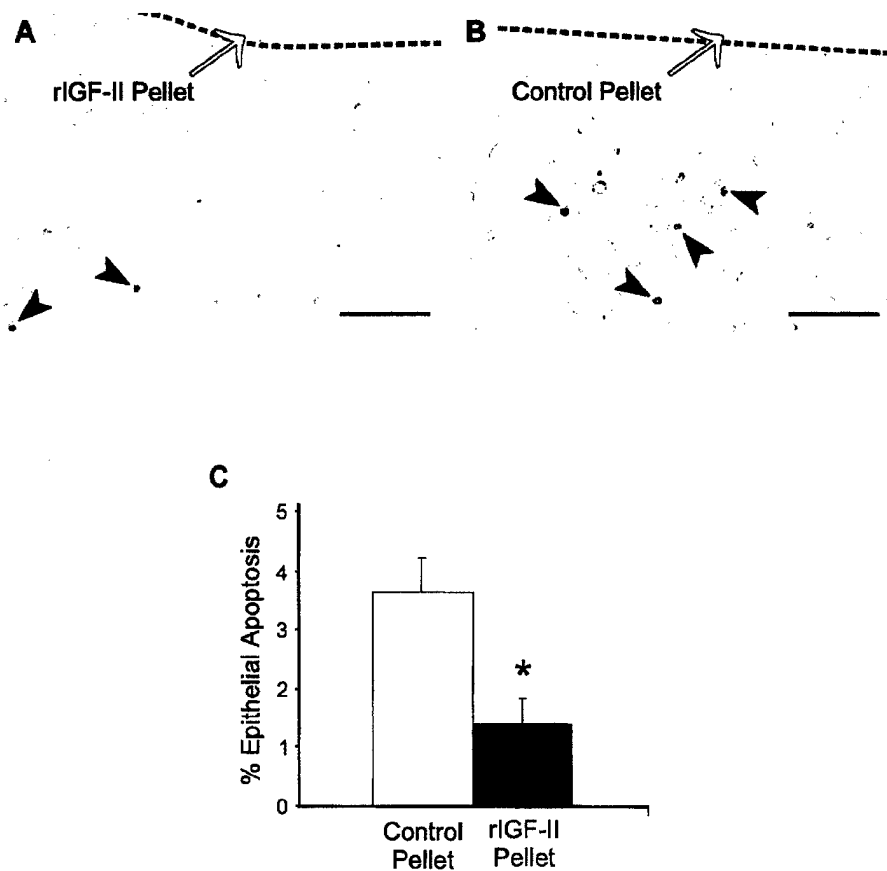 A
rIGF-II Pellet
B
Control Pellet
C
% Epithelial Apoptosis
5
4
3
2
1
0
*
Control
Pellet
rIGF-II
Pellet